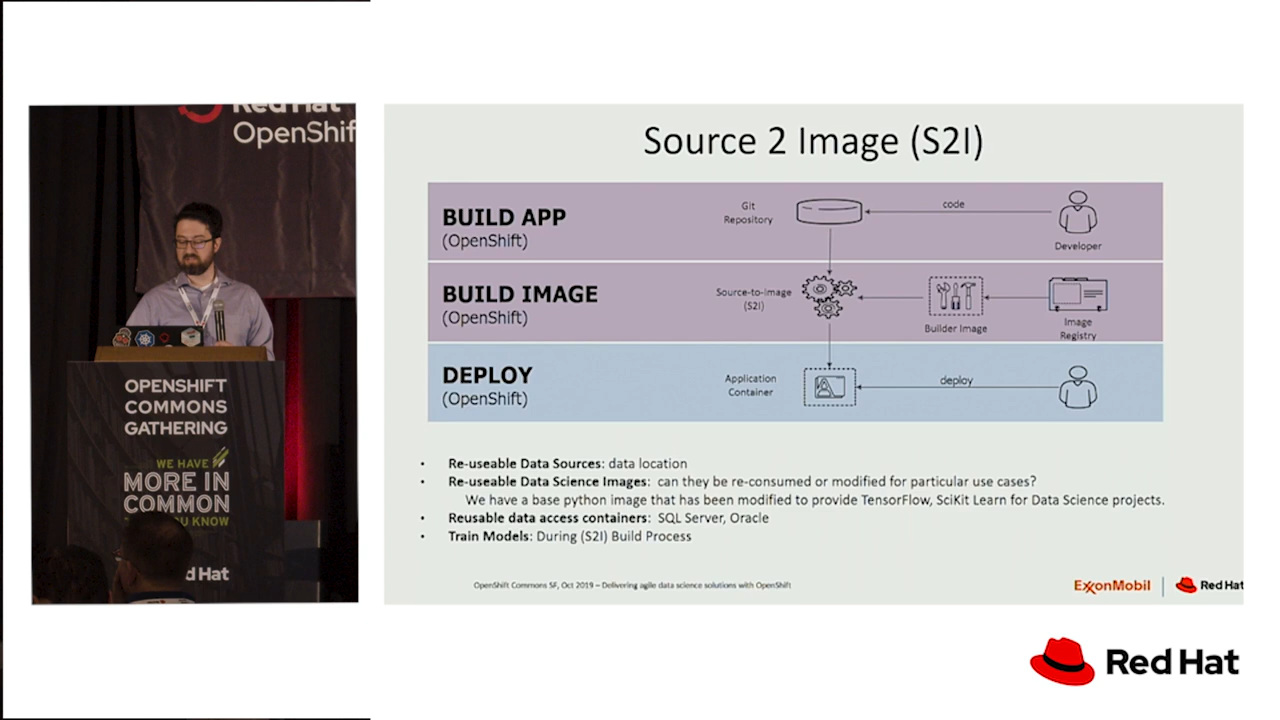 Red Hat
OpenShif
OPENSHIFT
COMMONS
GATHERING
WE HAVE
MORE IN
COMMON
U KNOW
d Hat
Source 2 Image (S2I)
BUILD APP
(OpenShift)
Git
Repository
code
Developer
BUILD IMAGE
(OpenShift)
Source-to-image
(S2I)
Builder Image
Image
Registry
DEPLOY
(OpenShift)
Application
Container
deploy
• Re-useable Data Sources: data location
• Re-useable Data Science Images: can they be re-consumed or modified for particular use cases?
We have a base python image that has been modified to provide TensorFlow, SciKit Learn for Data Science projects.
• Reusable data access containers: SQL Server, Oracle
• Train Models: During (S2I) Build Process
OpenShift Commons SF, Oct 2019 – Delivering agile data science solutions with OpenShift
ExxonMobil
Red Hat
Red Hat